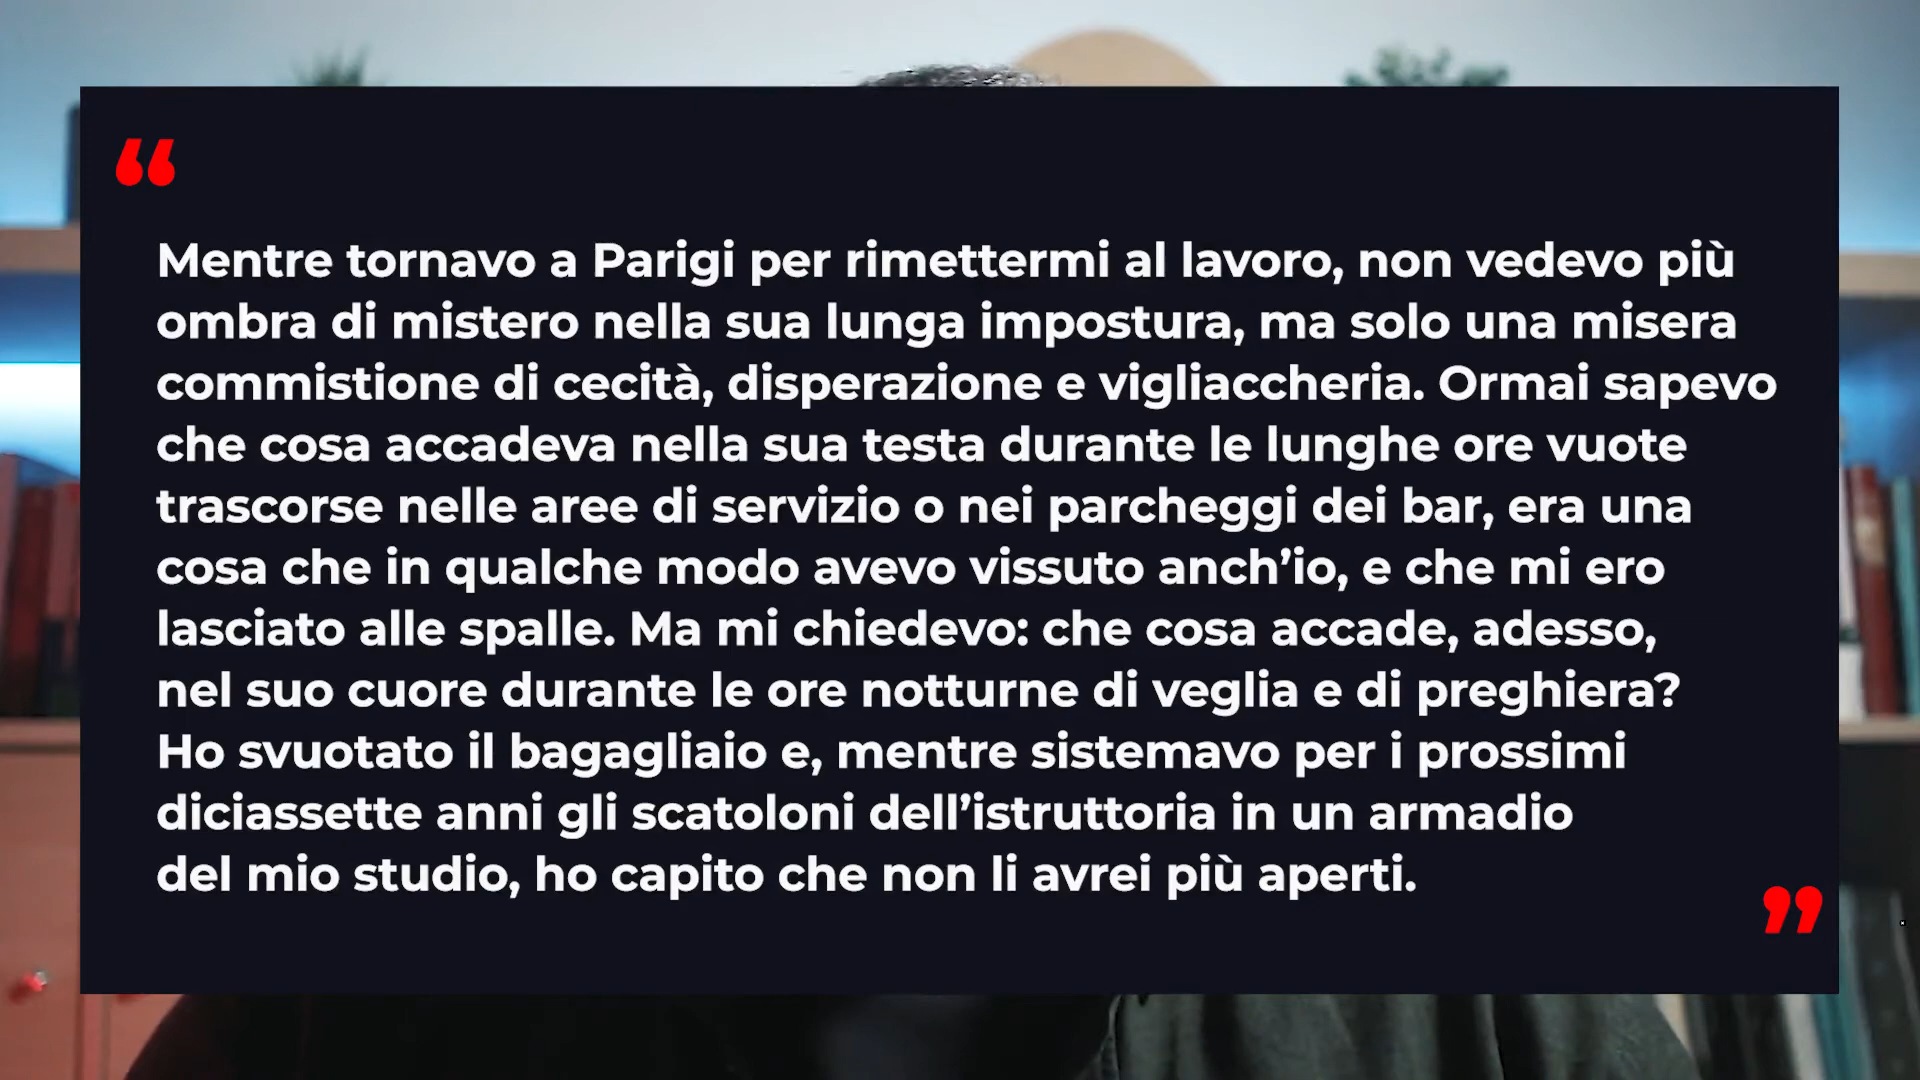 “
Mentre tornavo a Parigi per rimettermi al lavoro, non vedevo più
ombra di mistero nella sua lunga impostura, ma solo una misera
commistione di cecità, disperazione e vigliaccheria. Ormai sapevo
che cosa accadeva nella sua testa durante le lunghe ore vuote
trascorse nelle aree di servizio o nei parcheggi dei bar, era una
cosa che in qualche modo avevo vissuto anch’io, e che mi ero
lasciato alle spalle. Ma mi chiedevo: che cosa accade, adesso,
nel suo cuore durante le ore notturne di veglia e di preghiera?
Ho svuotato il bagagliaio e, mentre sistemavo per i prossimi
diciassette anni gli scatoloni dell’istruttoria in un armadio
del mio studio, ho capito che non li avrei più aperti.
”